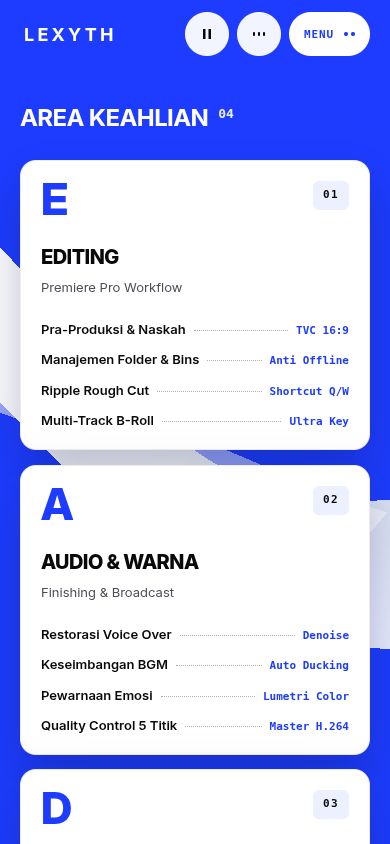 LEXYTH
MENU
AREA KEAHLIAN 04
E
01
EDITING
Premiere Pro Workflow
Pra-Produksi & Naskah TVC 16:9
Manajemen Folder & Bins Anti Offline
Ripple Rough Cut Shortcut Q/W
Multi-Track B-Roll Ultra Key
A
02
AUDIO & WARNA
Finishing & Broadcast
Restorasi Voice Over Denoise
Keseimbangan BGM Auto Ducking
Pewarnaan Emosi Lumetri Color
Quality Control 5 Titik Master H.264
D
03